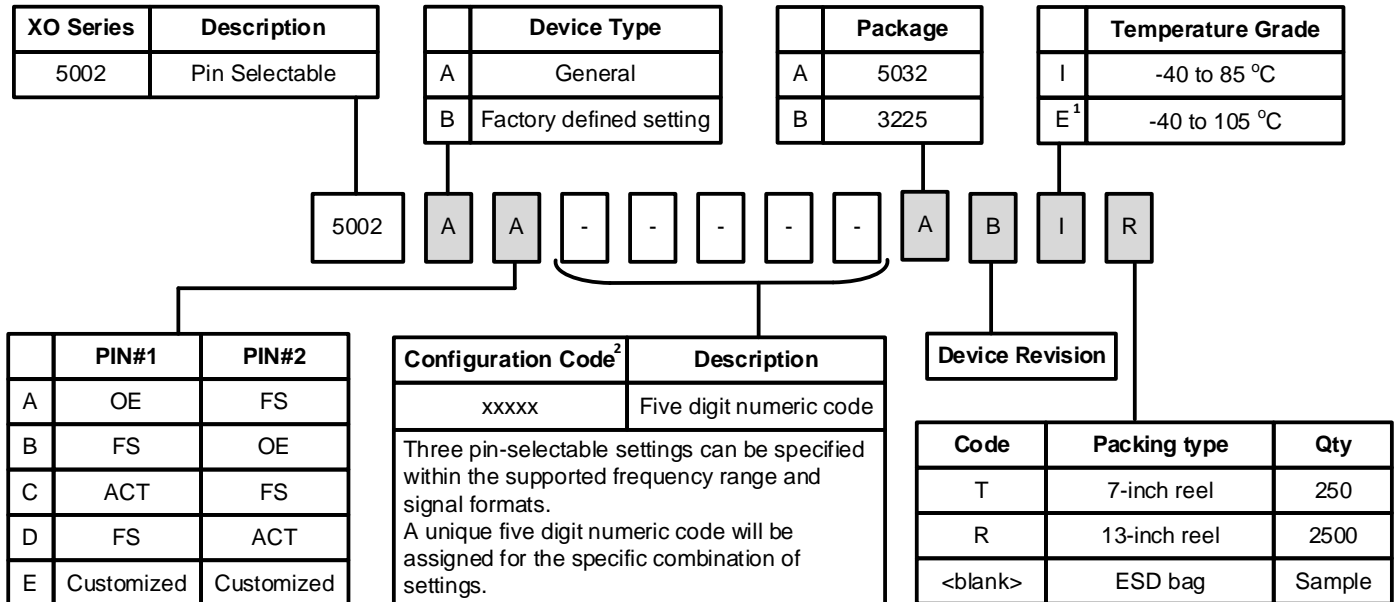 XO Series Description
5002 Pin Selectable
Device Type
A General
B Factory defined setting
Package
A 5032
B 3225
Temperature Grade
I -40 to 85 °C
E¹ -40 to 105 °C
5002 A A - - - - - A B I R
PIN#1 PIN#2
A OE FS
B FS OE
C ACT FS
D FS ACT
E Customized Customized
Configuration Code² Description
xxxxx Five digit numeric code
Three pin-selectable settings can be specified
within the supported frequency range and
signal formats.
A unique five digit numeric code will be
assigned for the specific combination of
settings.
Device Revision
Code Packing type Qty
T 7-inch reel 250
R 13-inch reel 2500
<blank> ESD bag Sample